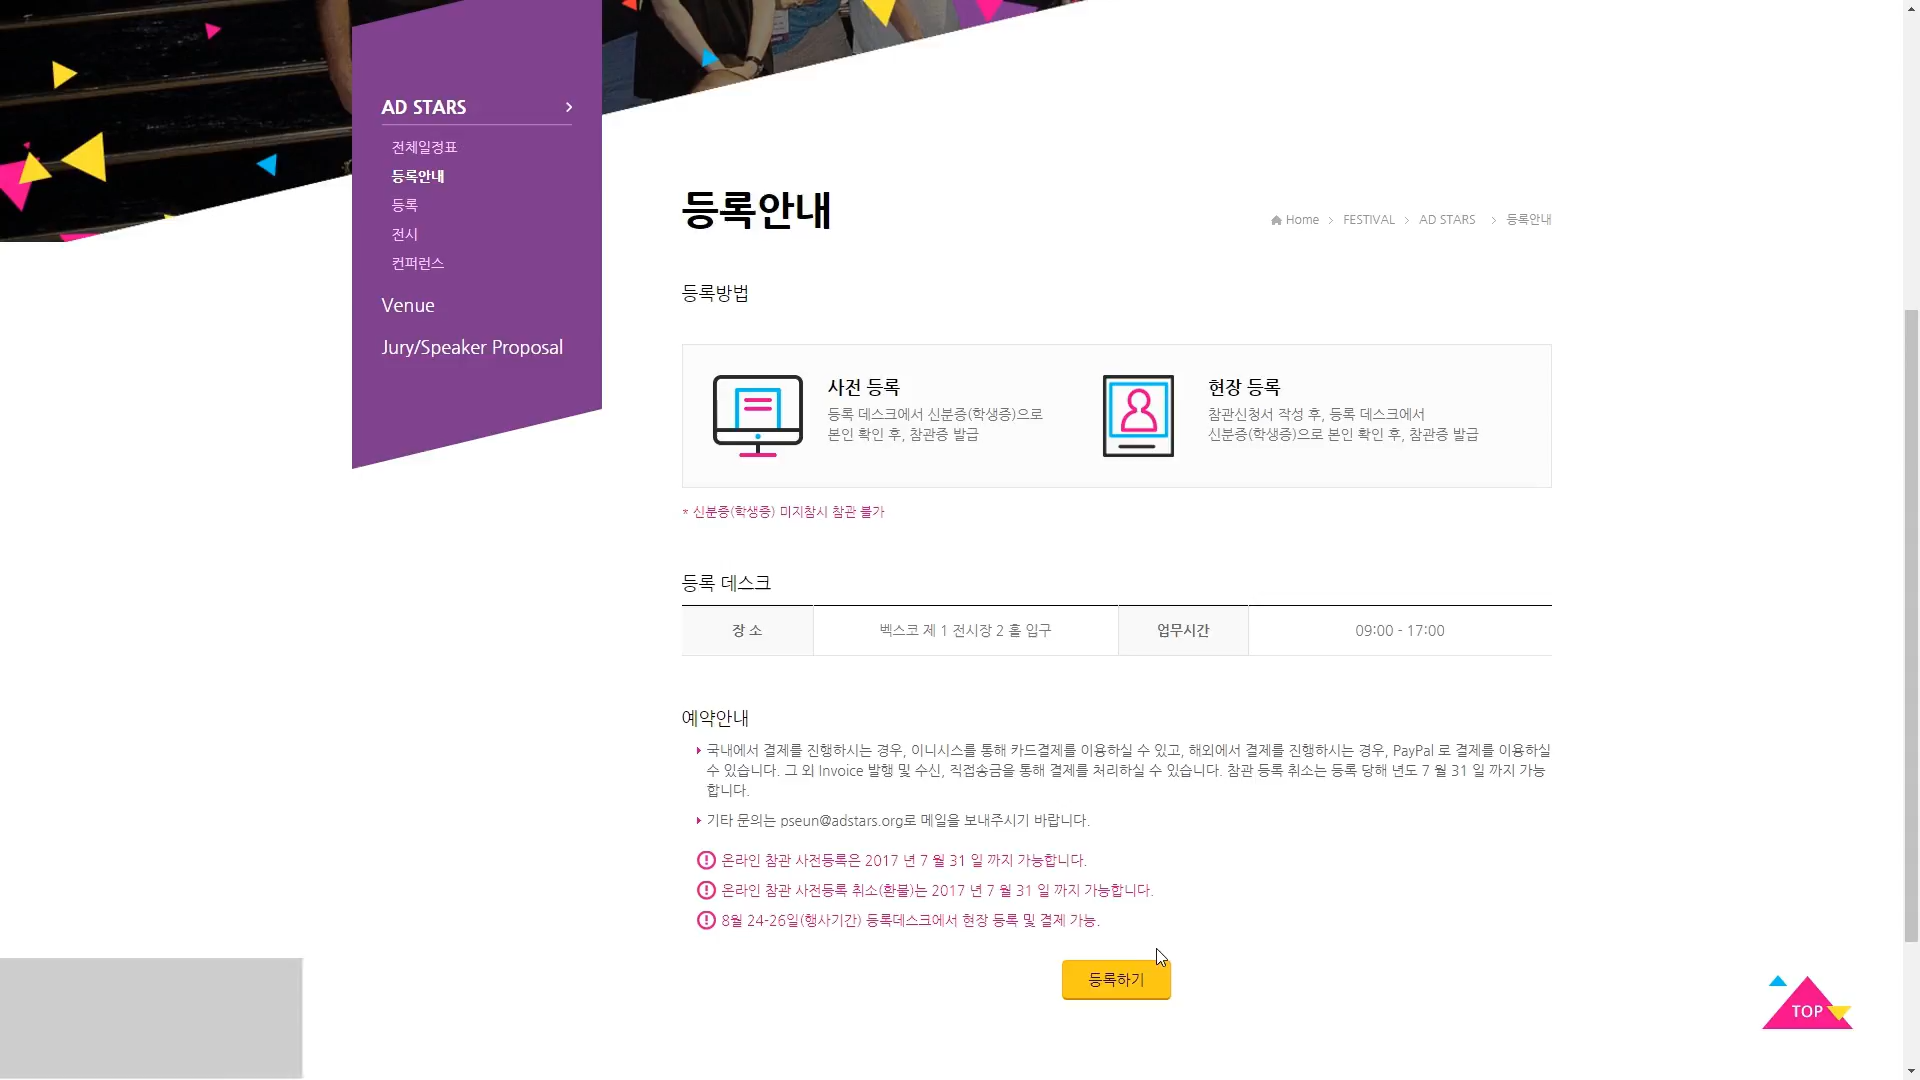 AD STARS
전체일정표
등록안내
등록
전시
컨퍼런스
Venue
Jury/Speaker Proposal
등록안내
Home > FESTIVAL > AD STARS > 등록안내
등록방법
사전 등록
등록 데스크에서 신분증(학생증)으로
본인 확인 후, 참관증 발급
현장 등록
참관신청서 작성 후, 등록 데스크에서
신분증(학생증)으로 본인 확인 후, 참관증 발급
* 신분증(학생증) 미지참시 참관 불가
등록 데스크
장 소 벡스코 제 1 전시장 2 홀 입구 업무시간 09:00 - 17:00
예약안내
국내에서 결제를 진행하시는 경우, 이니시스를 통해 카드결제를 이용하실 수 있고, 해외에서 결제를 진행하시는 경우, PayPal 로 결제를 이용하실
수 있습니다. 그 외 Invoice 발행 및 수신, 직접송금을 통해 결제를 처리하실 수 있습니다. 참관 등록 취소는 등록 당해 년도 7 월 31 일 까지 가능
합니다.
기타 문의는 pseun@adstars.org로 메일을 보내주시기 바랍니다.
온라인 참관 사전등록은 2017 년 7 월 31 일 까지 가능합니다.
온라인 참관 사전등록 취소(환불)는 2017 년 7 월 31 일 까지 가능합니다.
8월 24-26일(행사기간) 등록데스크에서 현장 등록 및 결제 가능.
등록하기
TOP